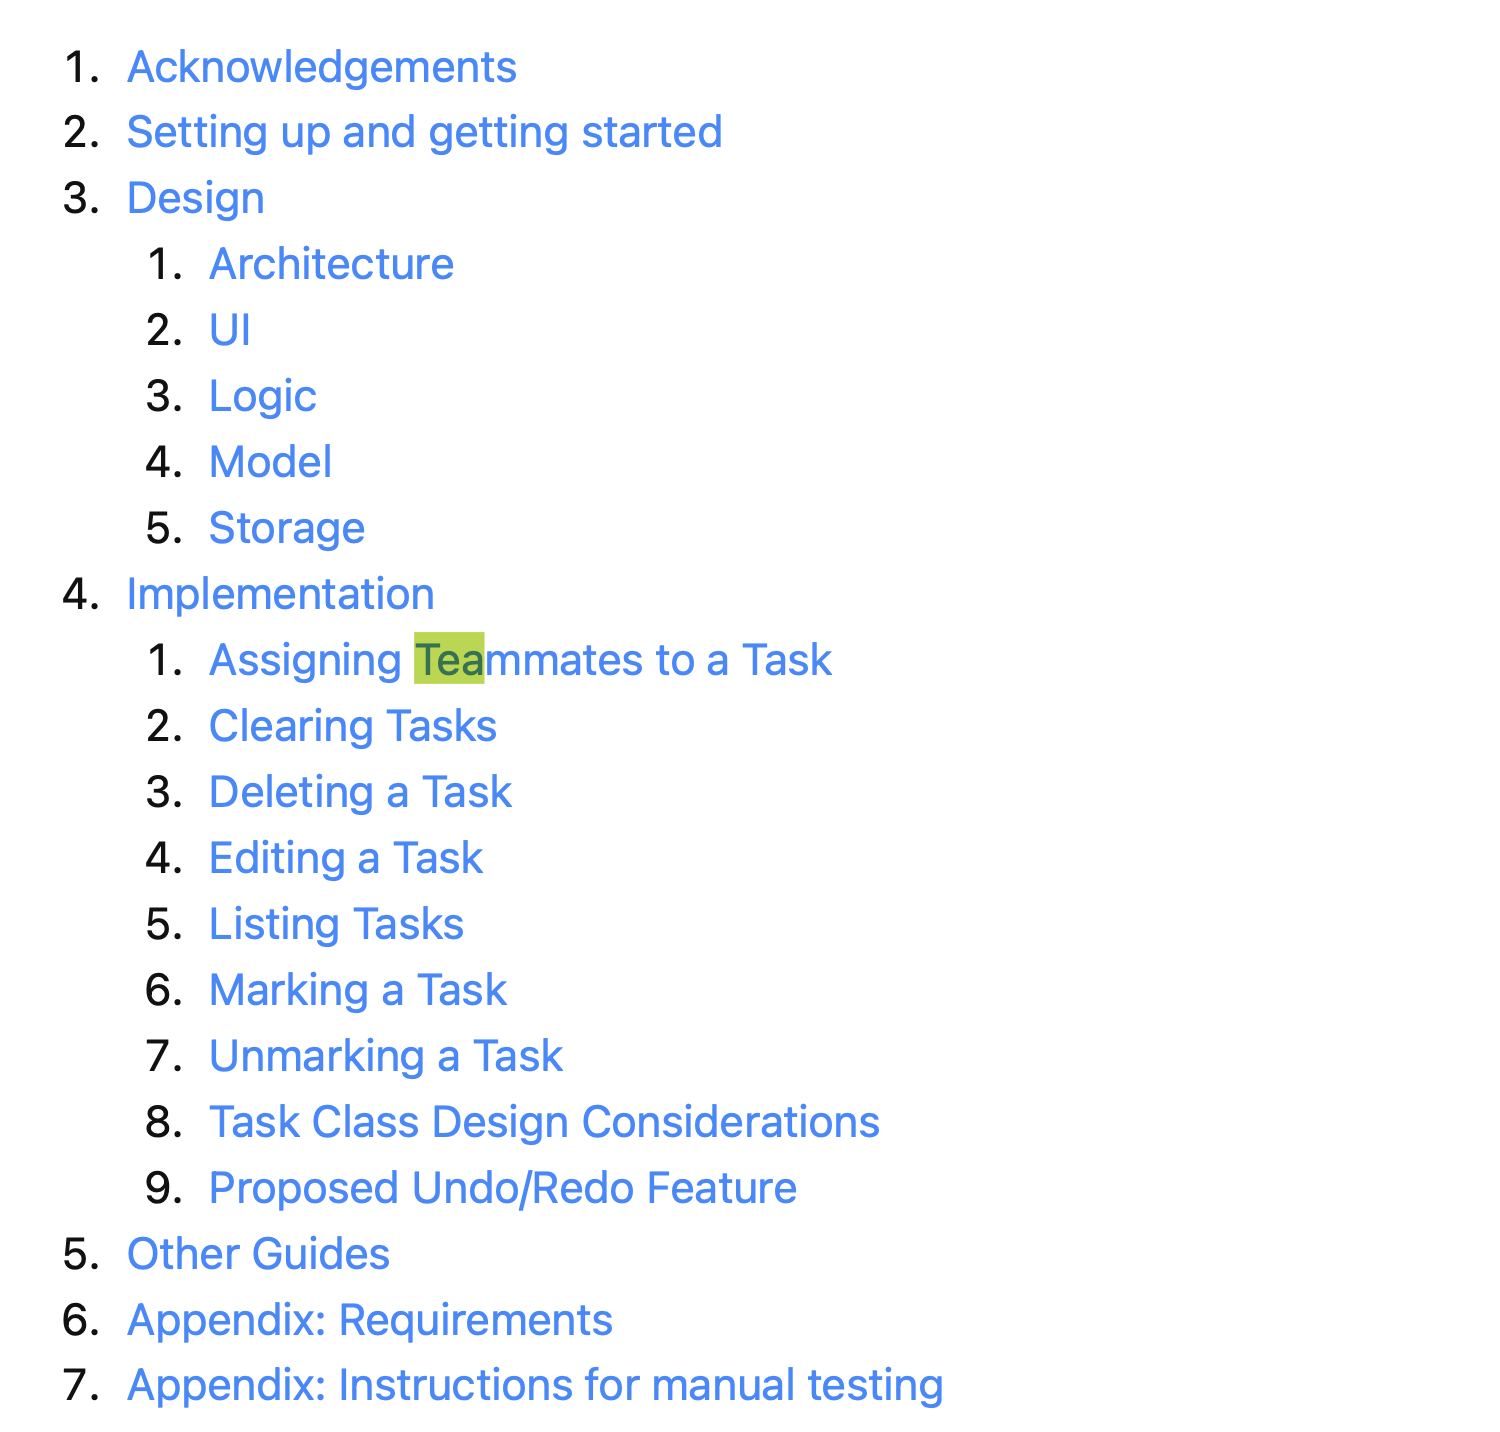 1. Acknowledgements
2. Setting up and getting started
3. Design
1. Architecture
2. UI
3. Logic
4. Model
5. Storage
4. Implementation
1. Assigning Teammates to a Task
2. Clearing Tasks
3. Deleting a Task
4. Editing a Task
5. Listing Tasks
6. Marking a Task
7. Unmarking a Task
8. Task Class Design Considerations
9. Proposed Undo/Redo Feature
5. Other Guides
6. Appendix: Requirements
7. Appendix: Instructions for manual testing